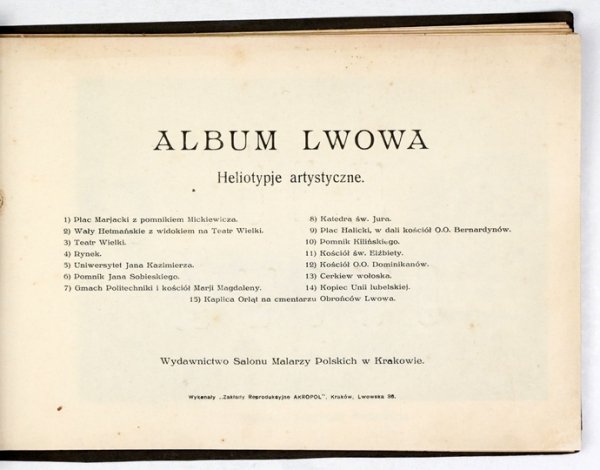 ALBUM LWOWA
Heliotypje artystyczne.
1) Plac Marjacki z pomnikiem Mickiewicza.
2) Wały Hetmańskie z widokiem na Teatr Wielki.
3) Teatr Wielki.
4) Rynek.
5) Uniwersytet Jana Kazimierza.
6) Pomnik Jana Sobieskiego.
7) Gmach Politechniki i kościół Marji Magdaleny.
8) Katedra św. Jura.
9) Plac Halicki, w dali kościół O.O. Bernardynów.
10) Pomnik Kilińskiego.
11) Kościół św. Elżbiety.
12) Kościół O.O. Dominikanów.
13) Cerkiew wołoska.
14) Kopiec Unii lubelskiej.
15) Kaplica Orląt na cmentarzu Obrońców Lwowa.
Wydawnictwo Salonu Malarzy Polskich w Krakowie.
Wykonały „Zakłady Reprodukcyjne AKROPOL", Kraków, Lwowska 36.